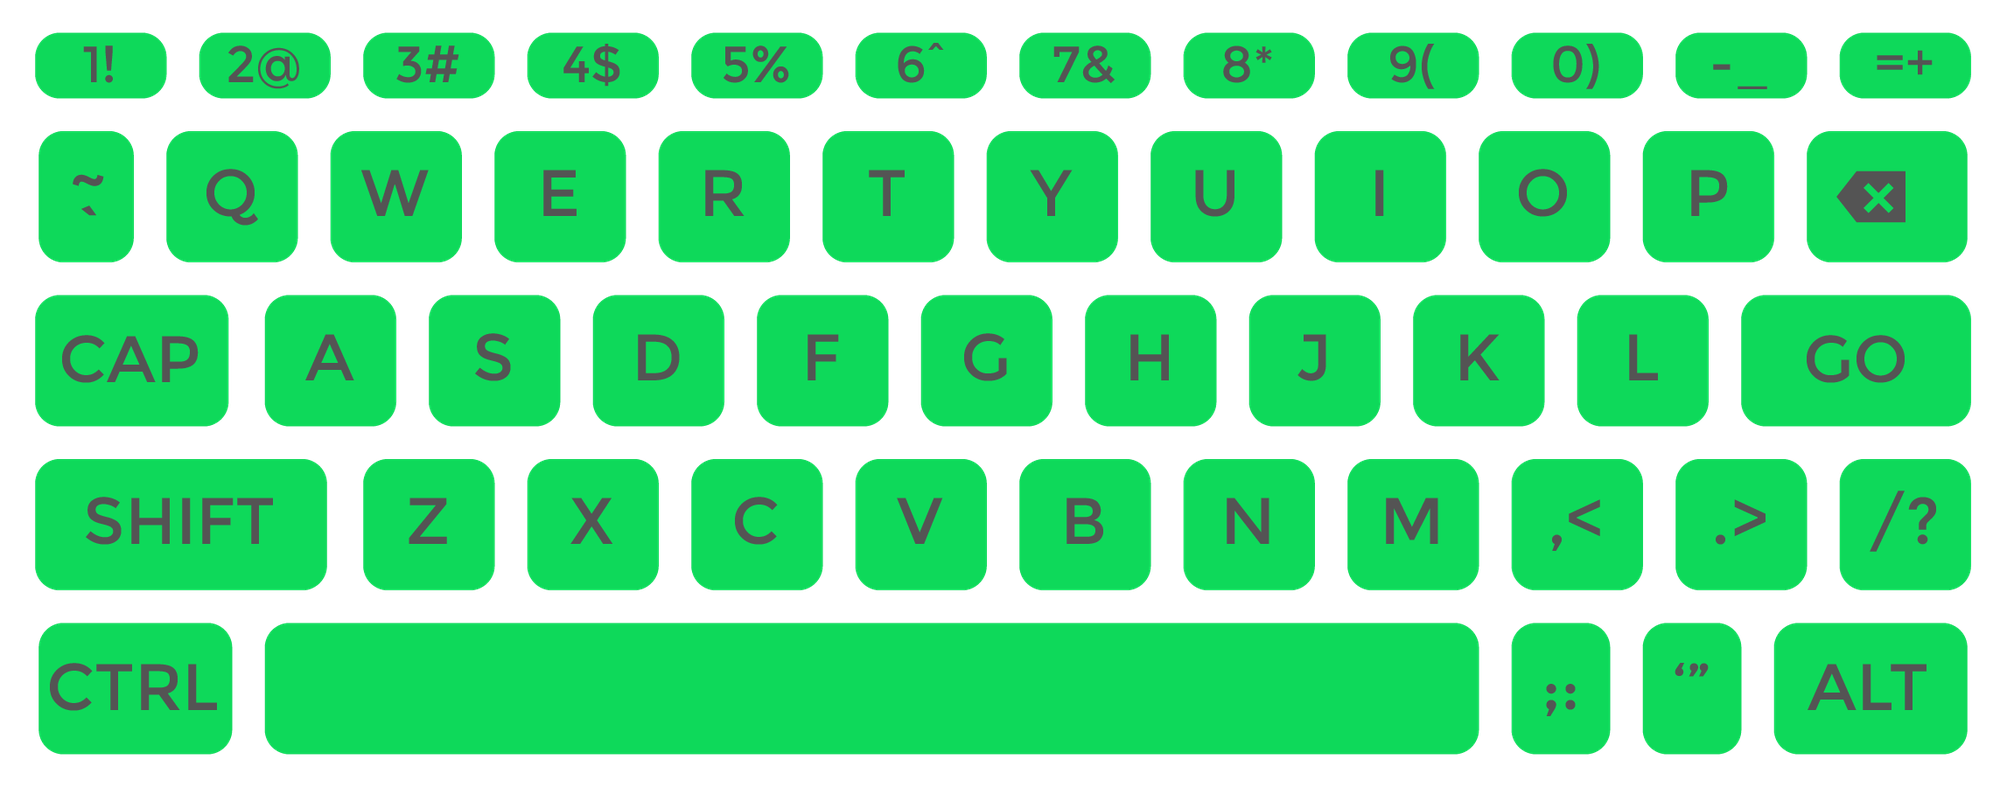 1! 2@ 3# 4$ 5% 6^ 7& 8* 9( 0) -_ =+
~` Q W E R T Y U I O P
CAP A S D F G H J K L GO
SHIFT Z X C V B N M ,< .> /?
CTRL ;: ‘” ALT